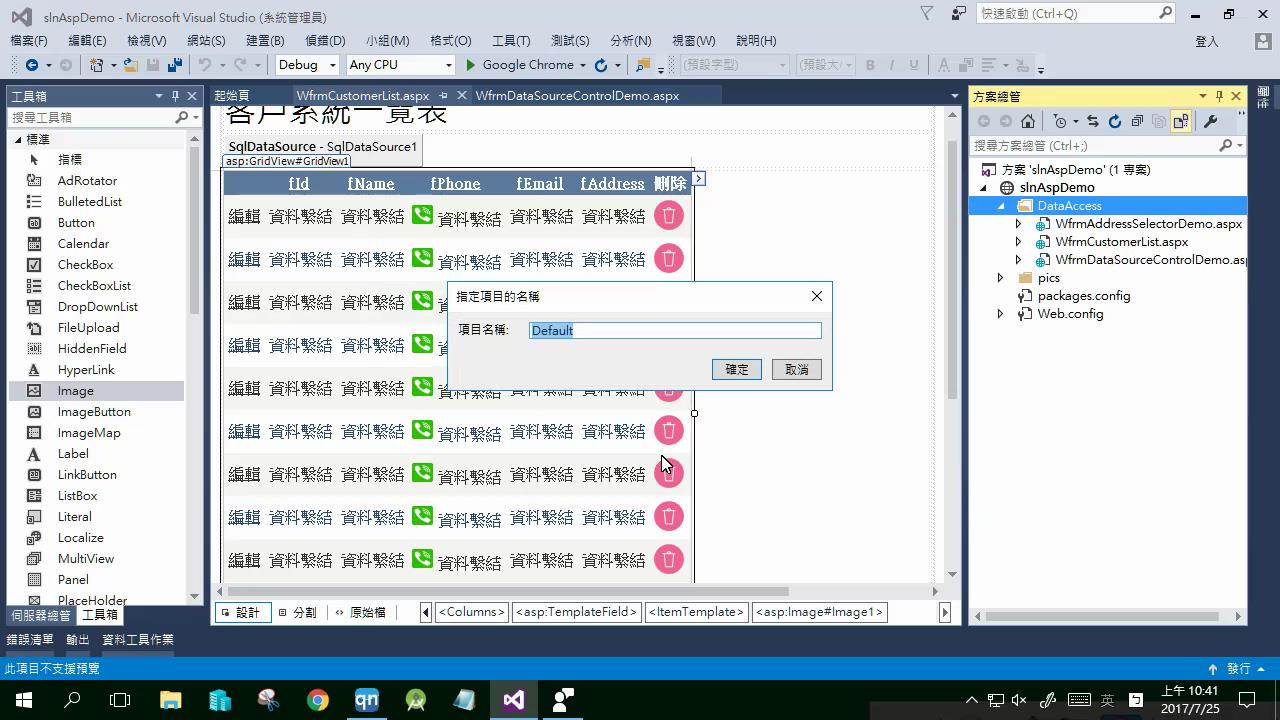 slnAspDemo - Microsoft Visual Studio (系統管理員)
快速啟動 (Ctrl+Q)
檔案(F) 編輯(E) 檢視(V) 網站(S) 建置(B) 偵錯(D) 小組(M) 格式(O) 工具(T) 測試(S) 分析(N) 視窗(W) 說明(H)
登入
Debug Any CPU Google Chrome (預設字型) (預設大 B I U A
工具箱
搜尋工具箱
標準
指標
AdRotator
BulletedList
Button
Calendar
CheckBox
CheckBoxList
DropDownList
FileUpload
HiddenField
HyperLink
Image
ImageButton
ImageMap
Label
LinkButton
ListBox
Literal
Localize
MultiView
Panel
PlaceHolder
伺服器總管 工具箱
起始頁 WfrmCustomerList.aspx WfrmDataSourceControlDemo.aspx
客戶系統一覽表
SqlDataSource - SqlDataSource1
asp:GridView#GridView1
fId fName fPhone fEmail fAddress 刪除
編輯 資料繫結 資料繫結 資料繫結 資料繫結 資料繫結
編輯 資料繫結 資料繫結 資料繫結 資料繫結 資料繫結
編輯 資料繫結 資料繫結
編輯 資料繫結 資料繫結
編輯 資料繫結 資料繫結 資料繫結 資料繫結
編輯 資料繫結 資料繫結 資料繫結 資料繫結 資料繫結
編輯 資料繫結 資料繫結 資料繫結 資料繫結 資料繫結
編輯 資料繫結 資料繫結 資料繫結 資料繫結 資料繫結
編輯 資料繫結 資料繫結 資料繫結 資料繫結 資料繫結
指定項目的名稱
項目名稱: Default
確定 取消
設計 分割 原始檔 <Columns> <asp:TemplateField> <ItemTemplate> <asp:Image#Image1>
方案總管
搜尋方案總管 (Ctrl+;)
方案 'slnAspDemo' (1 專案)
slnAspDemo
DataAccess
WfrmAddressSelectorDemo.aspx
WfrmCustomerList.aspx
WfrmDataSourceControlDemo.asp
pics
packages.config
Web.config
錯誤清單 輸出 資料工具作業
此項目不支援預覽
發行
qn
英
上午 10:41
2017/7/25